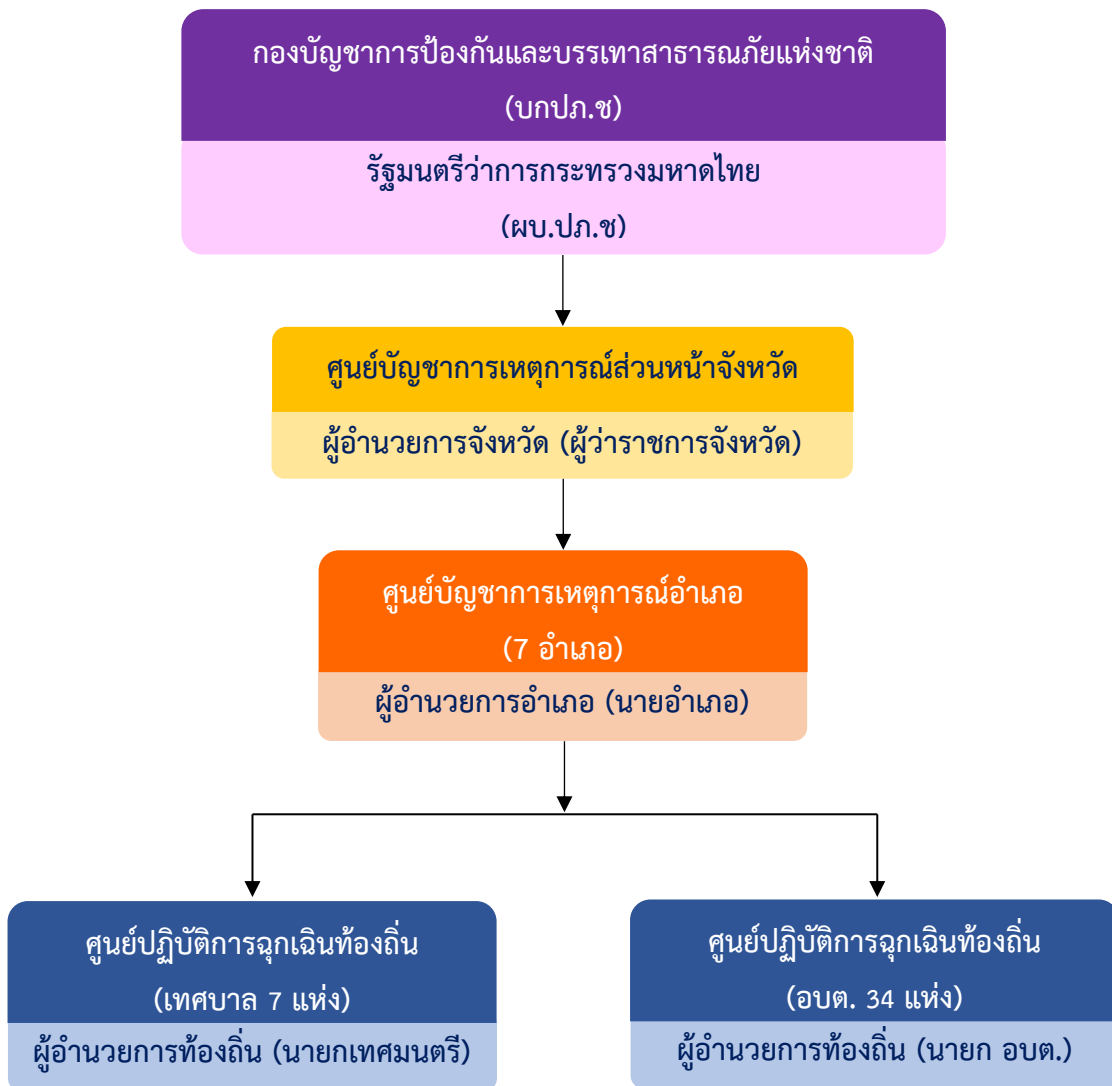 กองบัญชาการป้องกันและบรรเทาสาธารณภัยแห่งชาติ
(บกปภ.ช)
รัฐมนตรีว่าการกระทรวงมหาดไทย
(ผบ.ปภ.ช)
ศูนย์บัญชาการเหตุการณ์ส่วนหน้าจังหวัด
ผู้อำนวยการจังหวัด (ผู้ว่าราชการจังหวัด)
ศูนย์บัญชาการเหตุการณ์อำเภอ
(7 อำเภอ)
ผู้อำนวยการอำเภอ (นายอำเภอ)
ศูนย์ปฏิบัติการฉุกเฉินท้องถิ่น
(เทศบาล 7 แห่ง)
ผู้อำนวยการท้องถิ่น (นายกเทศมนตรี)
ศูนย์ปฏิบัติการฉุกเฉินท้องถิ่น
(อบต. 34 แห่ง)
ผู้อำนวยการท้องถิ่น (นายก อบต.)